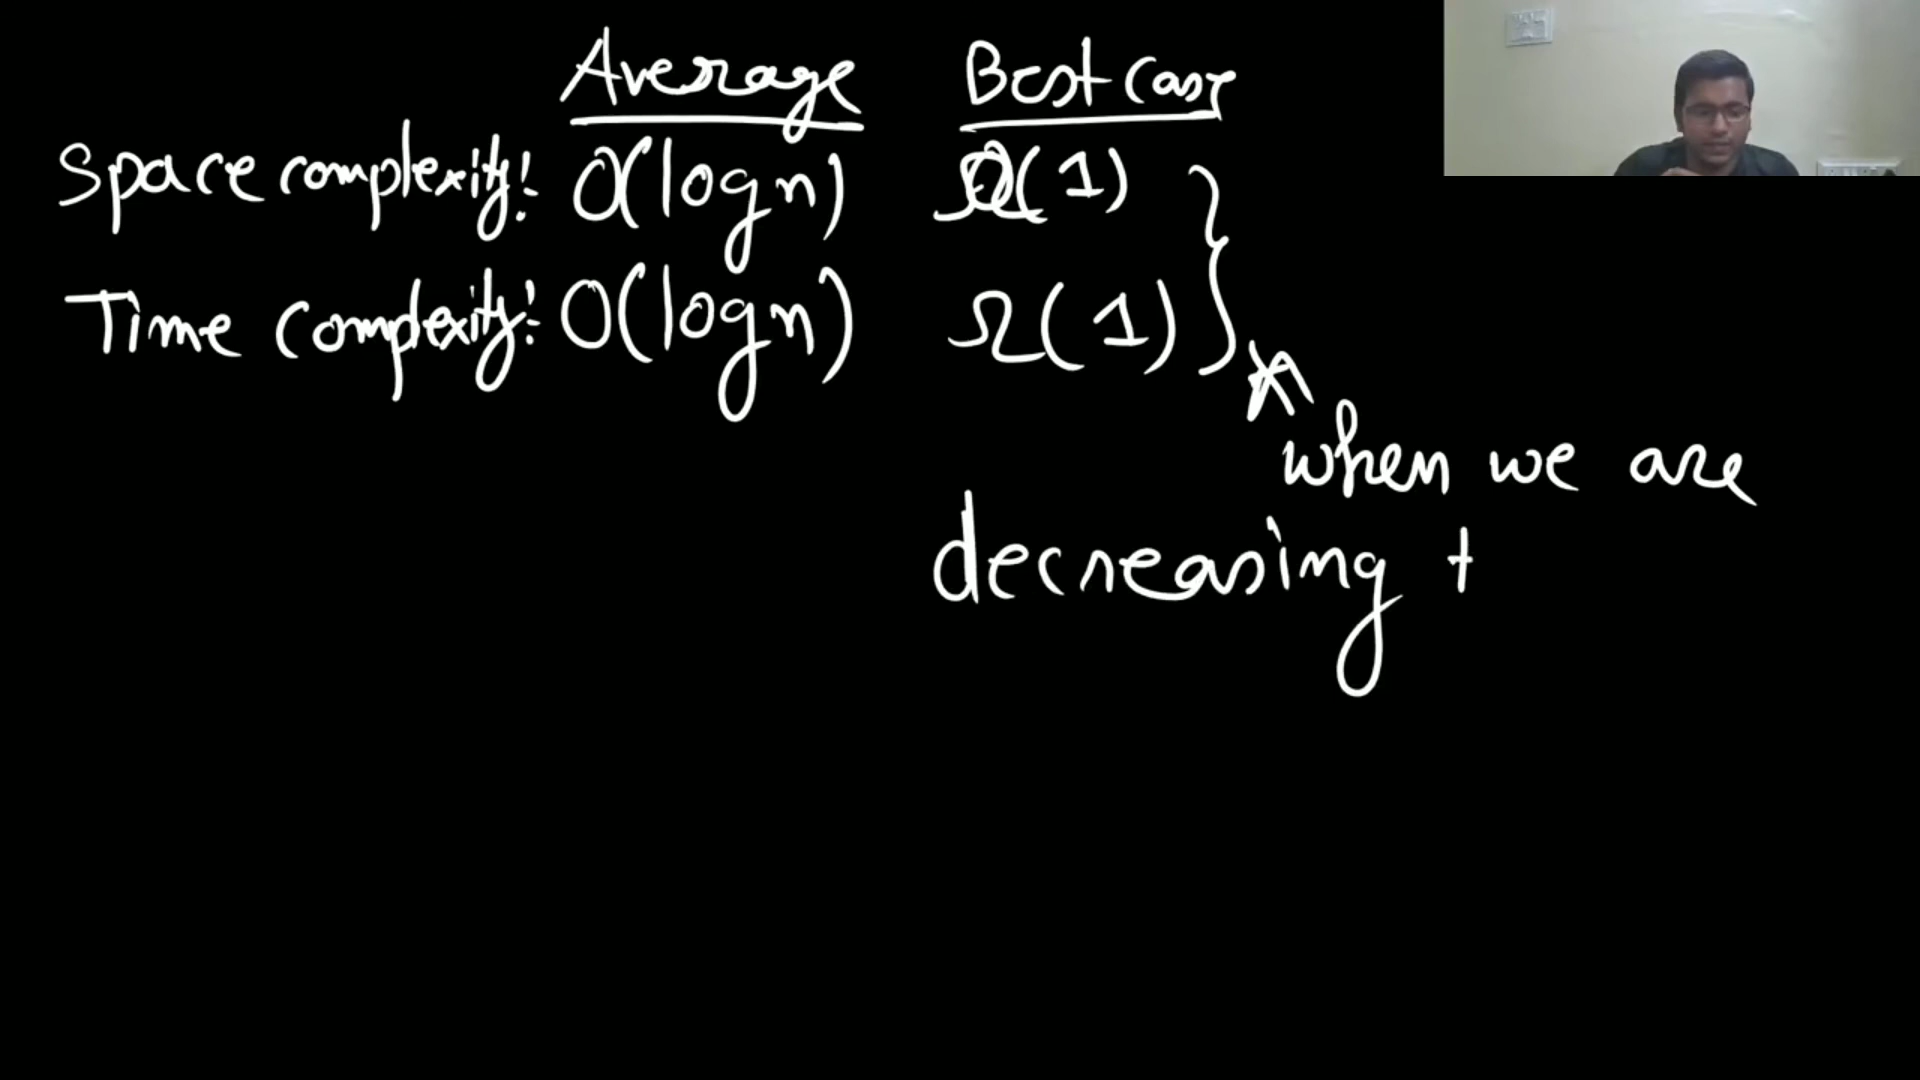 Average Best case
Space complexity: O(log n) Ω(1)
Time complexity: O(log n) Ω(1)
when we are
decreasing t